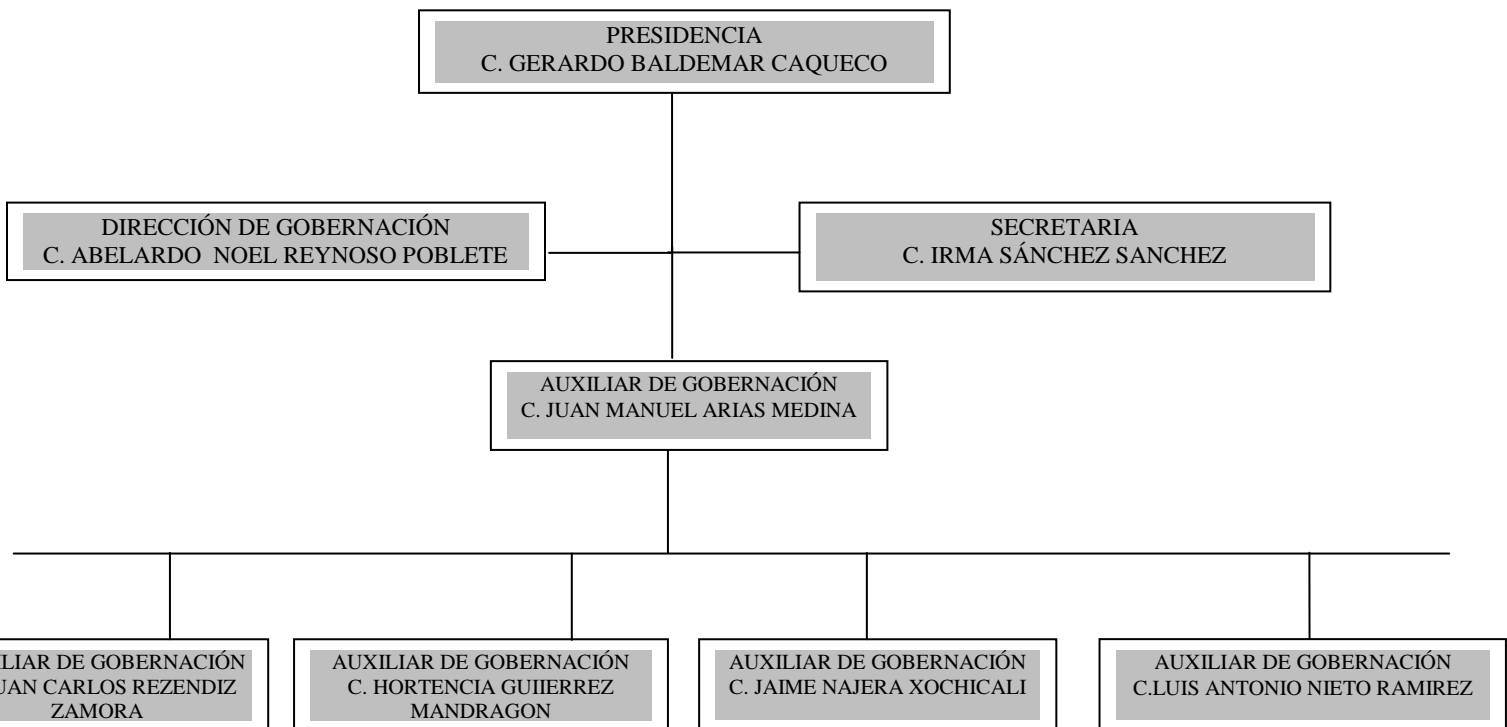 PRESIDENCIA
C. GERARDO BALDEMAR CAQUECO
DIRECCIÓN DE GOBERNACIÓN
C. ABELARDO NOEL REYNOSO POBLETE
SECRETARIA
C. IRMA SÁNCHEZ SANCHEZ
AUXILIAR DE GOBERNACIÓN
C. JUAN MANUEL ARIAS MEDINA
DE GOBERNACIÓN
CARLOS REZENDIZ
ZAMORA
AUXILIAR DE GOBERNACIÓN
C. HORTENCIA GUIIERREZ
MANDRAGON
AUXILIAR DE GOBERNACIÓN
C. JAIME NAJERA XOCHICALI
AUXILIAR DE GOBERNACIÓN
C.LUIS ANTONIO NIETO RAMIREZ